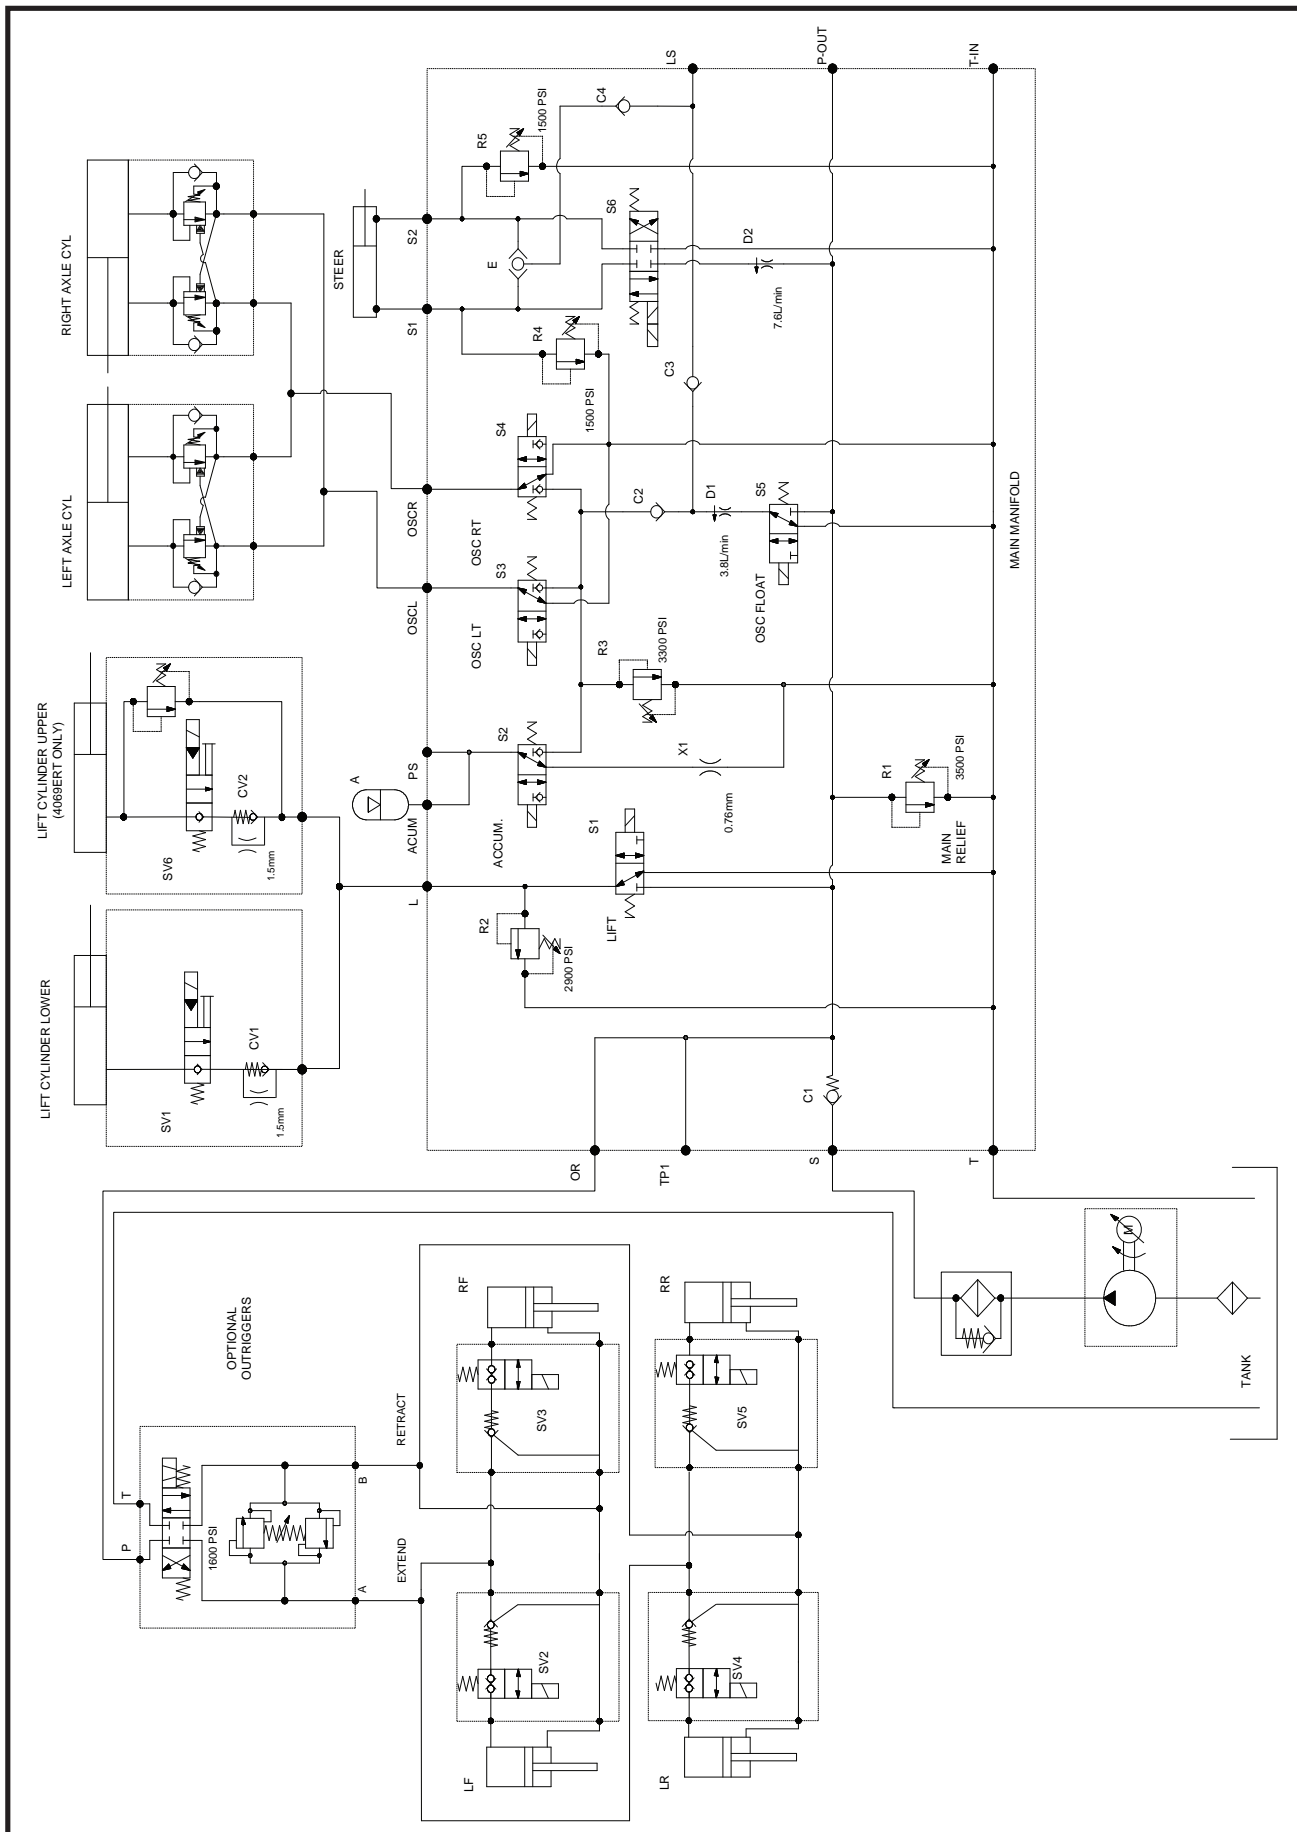 RIGHT AXLE CYL
LEFT AXLE CYL
LIFT CYLINDER UPPER
(4069ERT ONLY)
LIFT CYLINDER LOWER
SV6
CV2
1.5mm
SV1
CV1
1.5mm
STEER
A
S2
S1
OSCR
OSCL
PS
ACUM
L
LS
P-OUT
T-IN
C4
R5
1500 PSI
S6
E
D2
7.6L/min
R4
1500 PSI
C3
S4
OSC RT
S3
OSC LT
C2
D1
3.8L/min
S5
OSC FLOAT
R3
3300 PSI
S2
ACCUM.
X1
0.76mm
S1
LIFT
R2
2900 PSI
R1
3500 PSI
MAIN
RELIEF
MAIN MANIFOLD
C1
OR
TP1
S
T
M
TANK
OPTIONAL
OUTRIGGERS
T
P
1600 PSI
B
A
RETRACT
EXTEND
RF
SV3
RR
SV5
SV2
LF
SV4
LR